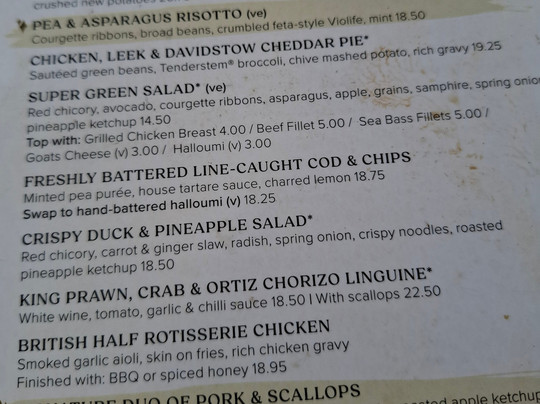 crushed new potatoes
PEA & ASPARAGUS RISOTTO (ve)
Courgette ribbons, broad beans, crumbled feta-style Violife, mint 18.50
CHICKEN, LEEK & DAVIDSTOW CHEDDAR PIE*
Sautéed green beans, Tenderstem® broccoli, chive mashed potato, rich gravy 19.25
SUPER GREEN SALAD* (ve)
Red chicory, avocado, courgette ribbons, asparagus, apple, grains, samphire, spring onion
pineapple ketchup 14.50
Top with: Grilled Chicken Breast 4.00 / Beef Fillet 5.00 / Sea Bass Fillets 5.00 /
Goats Cheese (v) 3.00 / Halloumi (v) 3.00
FRESHLY BATTERED LINE-CAUGHT COD & CHIPS
Minted pea purée, house tartare sauce, charred lemon 18.75
Swap to hand-battered halloumi (v) 18.25
CRISPY DUCK & PINEAPPLE SALAD*
Red chicory, carrot & ginger slaw, radish, spring onion, crispy noodles, roasted
pineapple ketchup 18.50
KING PRAWN, CRAB & ORTIZ CHORIZO LINGUINE*
White wine, tomato, garlic & chilli sauce 18.50 | With scallops 22.50
BRITISH HALF ROTISSERIE CHICKEN
Smoked garlic aioli, skin on fries, rich chicken gravy
Finished with: BBQ or spiced honey 18.95
DUO OF PORK & SCALLOPS
apple ketchup